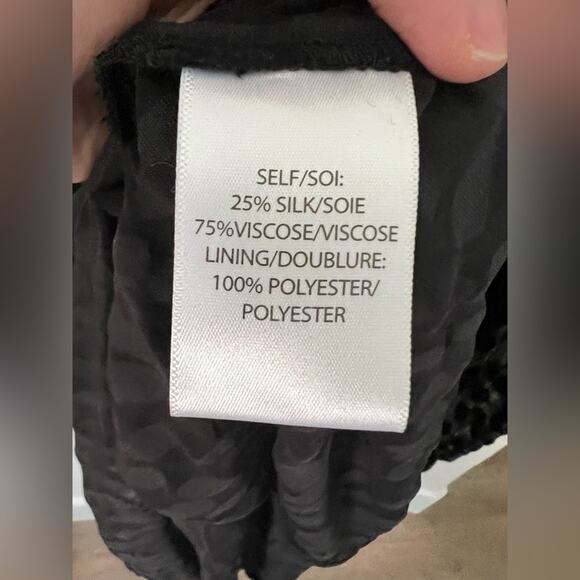 SELF/SOI:
25% SILK/SOIE
75%VISCOSE/VISCOSE
LINING/DOUBLURE:
100% POLYESTER/
POLYESTER